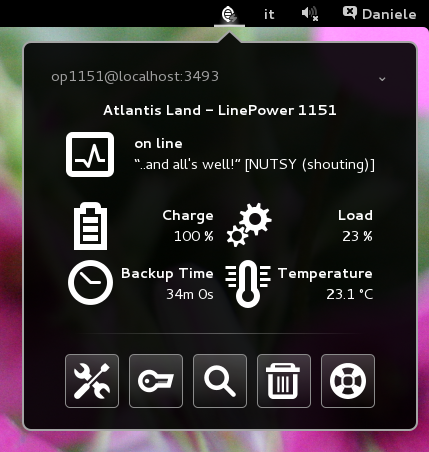 it Daniele
op1151@localhost:3493
Atlantis Land – LinePower 1151
on line
“..and all's well!” [NUTSY (shouting)]
Charge
100 %
Load
23 %
Backup Time
34m 0s
Temperature
23.1 °C